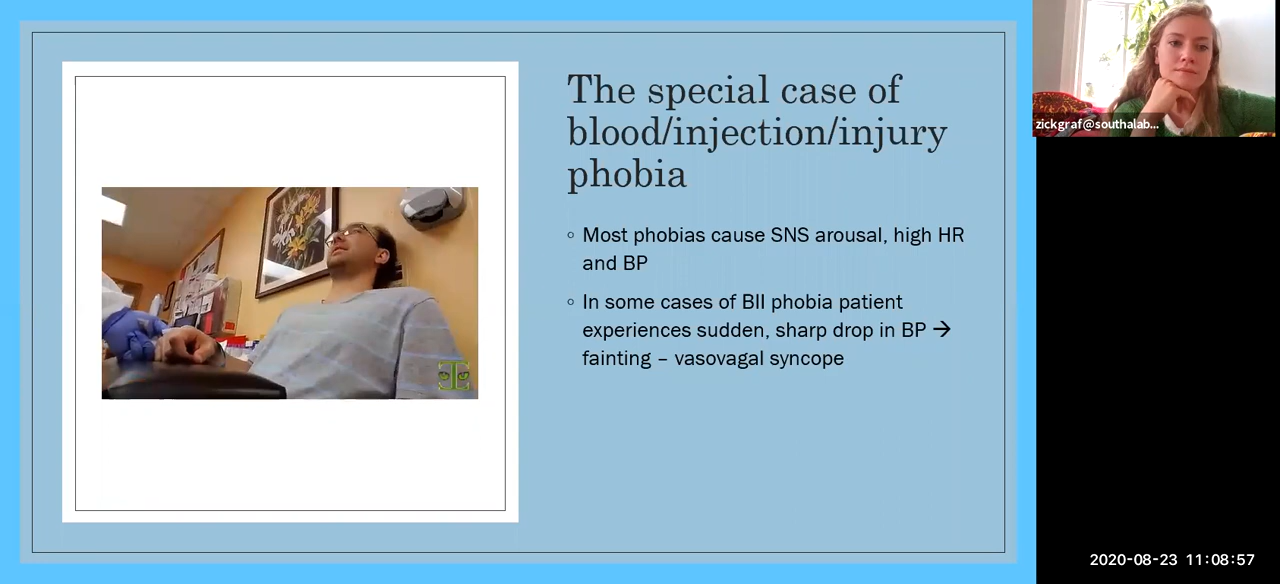 The special case of
blood/injection/injury
phobia
◦ Most phobias cause SNS arousal, high HR
and BP
◦ In some cases of BII phobia patient
experiences sudden, sharp drop in BP →
fainting – vasovagal syncope
zickgraf@southalab...
2020-08-23 11:08:57